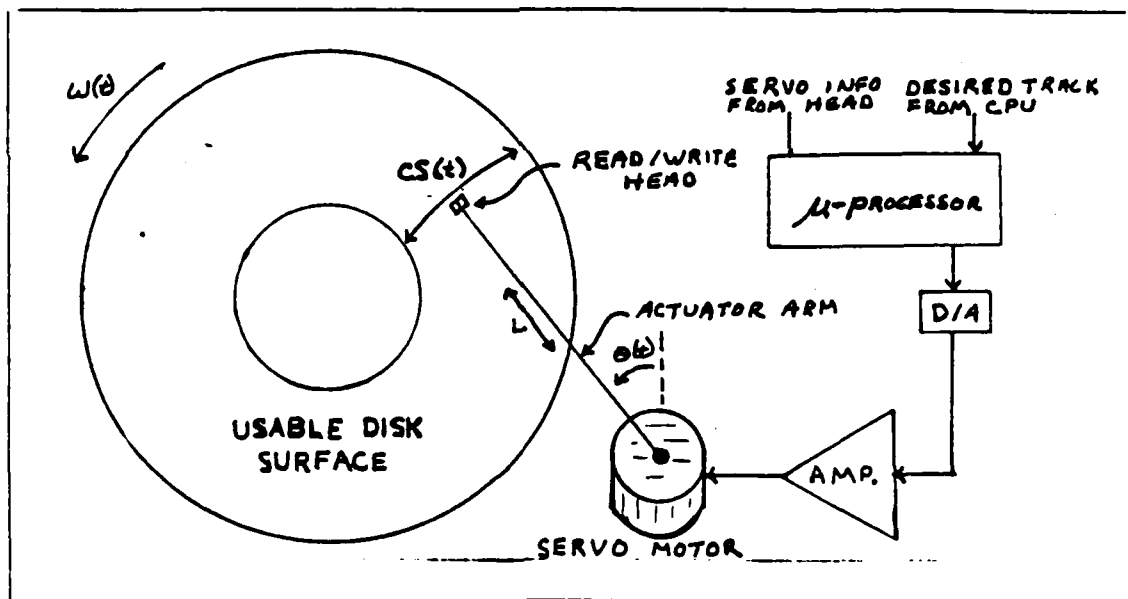 ω(t)
CS(t)
READ/WRITE
HEAD
SERVO INFO
FROM HEAD
DESIRED TRACK
FROM CPU
μ-PROCESSOR
D/A
L
ACTUATOR ARM
θ(t)
USABLE DISK
SURFACE
AMP.
SERVO MOTOR